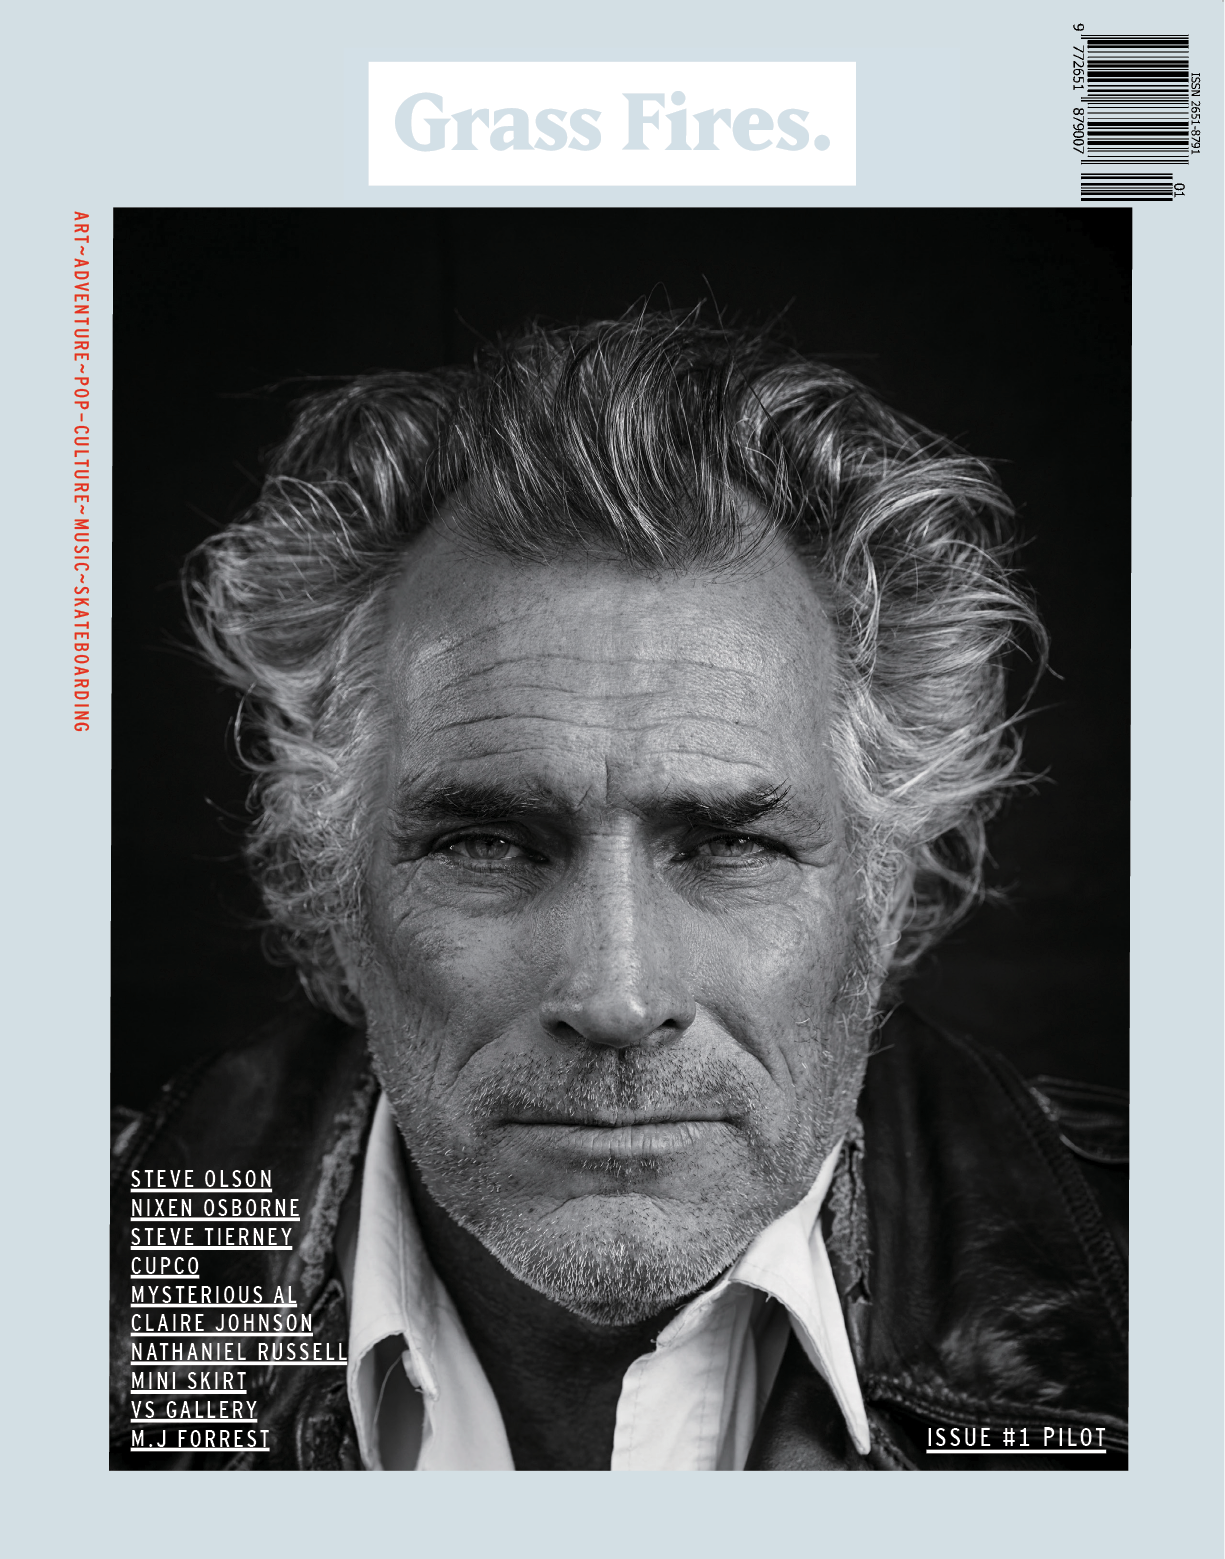 Grass Fires.
ISSN 2651-8791
9 772651 879007
01
ART~ADVENTURE~POP-CULTURE~MUSIC~SKATEBOARDING
STEVE OLSON
NIXEN OSBORNE
STEVE TIERNEY
CUPCO
MYSTERIOUS AL
CLAIRE JOHNSON
NATHANIEL RUSSELL
MINI SKIRT
VS GALLERY
M.J FORREST
ISSUE #1 PILOT